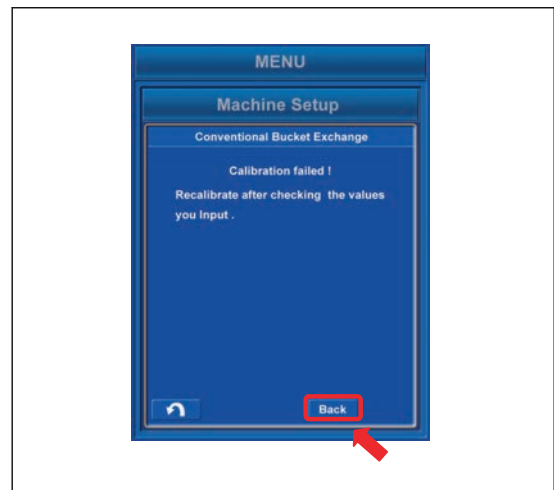 MENU
Machine Setup
Conventional Bucket Exchange
Calibration failed !
Recalibrate after checking the values
you Input .
Back